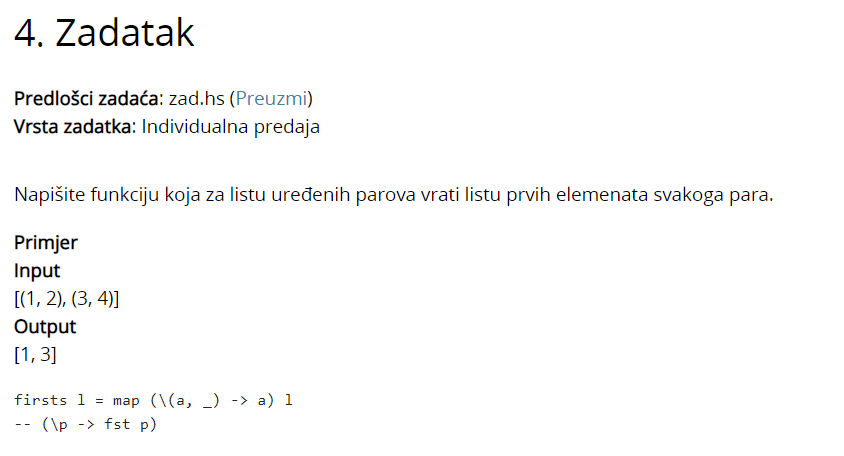 4. Zadatak
Predlošci zadaća: zad.hs (Preuzmi)
Vrsta zadatka: Individualna predaja
Napišite funkciju koja za listu uređenih parova vrati listu prvih elemenata svakoga para.
Primjer
Input
[(1, 2), (3, 4)]
Output
[1, 3]
firsts l = map (\(a, _) -> a) l
-- (\p -> fst p)